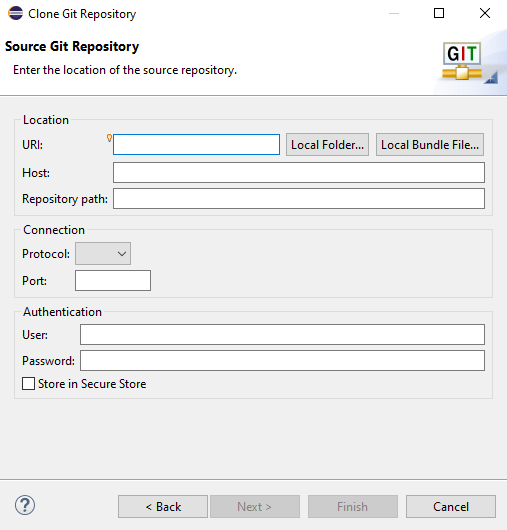 Clone Git Repository
Source Git Repository
Enter the location of the source repository.
GIT
Location
URI:
Local Folder...
Local Bundle File...
Host:
Repository path:
Connection
Protocol:
Port:
Authentication
User:
Password:
Store in Secure Store
?
< Back
Next >
Finish
Cancel